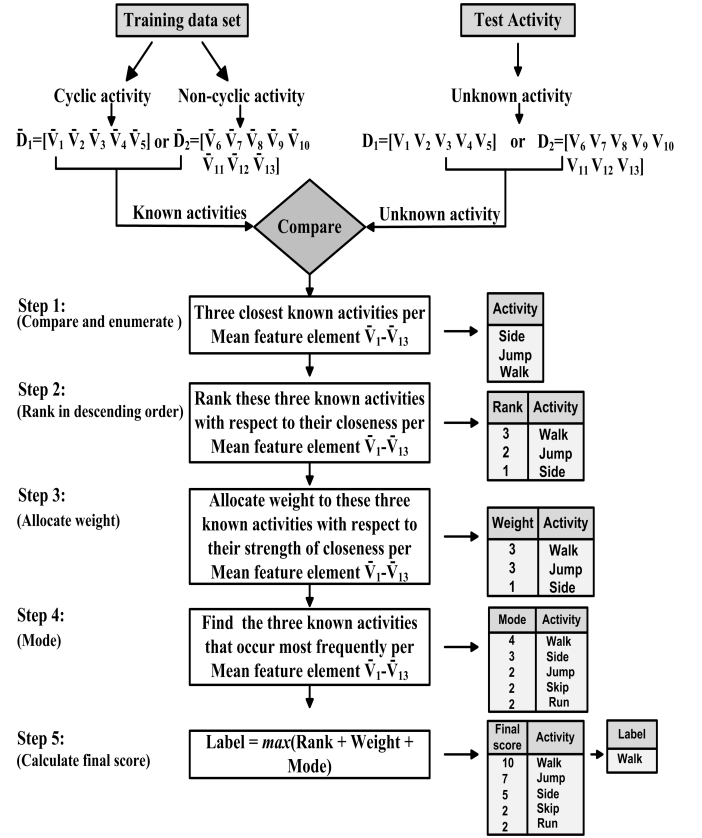 Training data set
Test Activity
Cyclic activity
Non-cyclic activity
Unknown activity
D̄₁=[V̄₁ V̄₂ V̄₃ V̄₄ V̄₅] or D̄₂=[V̄₆ V̄₇ V̄₈ V̄₉ V̄₁₀
V̄₁₁ V̄₁₂ V̄₁₃]
D₁=[V₁ V₂ V₃ V₄ V₅] or D₂=[V₆ V₇ V₈ V₉ V₁₀
V₁₁ V₁₂ V₁₃]
Known activities
Compare
Unknown activity
Step 1:
(Compare and enumerate )
Three closest known activities per
Mean feature element V̄₁-V̄₁₃
Activity
Side
Jump
Walk
Step 2:
(Rank in descending order)
Rank these three known activities
with respect to their closeness per
Mean feature element V̄₁-V̄₁₃
Rank Activity
3 Walk
2 Jump
1 Side
Step 3:
(Allocate weight)
Allocate weight to these three
known activities with respect to
their strength of closeness per
Mean feature element V̄₁-V̄₁₃
Weight Activity
3 Walk
3 Jump
1 Side
Step 4:
(Mode)
Find the three known activities
that occur most frequently per
Mean feature element V̄₁-V̄₁₃
Mode Activity
4 Walk
3 Side
2 Jump
2 Skip
2 Run
Step 5:
(Calculate final score)
Label = max(Rank + Weight +
Mode)
Final
score Activity
10 Walk
7 Jump
5 Side
2 Skip
2 Run
Label
Walk